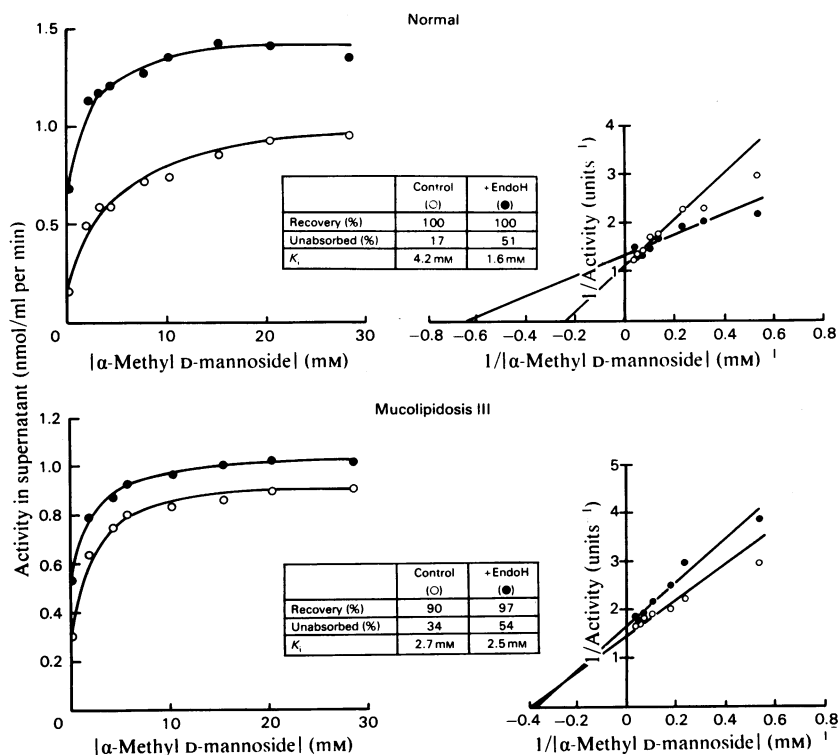 Normal
Activity in supernatant (nmol/ml per min)
1.5
1.0
0.5
0
0 10 20 30
|α-Methyl D-mannoside| (mM)
Control +EndoH
(○) (●)
Recovery (%) 100 100
Unabsorbed (%) 17 51
Ki 4.2 mM 1.6 mM
1/Activity (units ⁻¹)
4
3
2
1
−0.8 −0.6 −0.4 −0.2 0 0.2 0.4 0.6 0.8
1/|α-Methyl D-mannoside| (mM) ¹
Mucolipidosis III
1.2
1.0
0.8
0.6
0.4
0.2
0 10 20 30
|α-Methyl D-mannoside| (mM)
Control +EndoH
(○) (●)
Recovery (%) 90 97
Unabsorbed (%) 34 54
Ki 2.7 mM 2.5 mM
1/Activity (units ⁻¹)
5
4
3
2
1
−0.4 −0.2 0 0.2 0.4 0.6 0.8
1/|α-Methyl D-mannoside| (mM) ¹